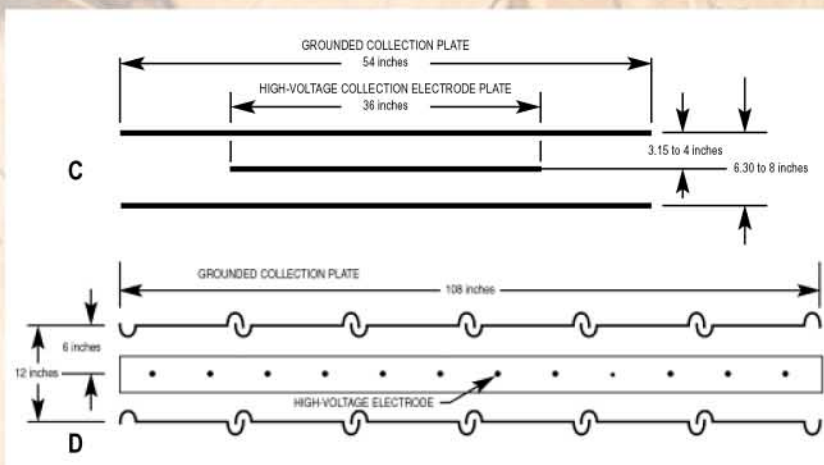 GROUNDED COLLECTION PLATE
54 inches
HIGH-VOLTAGE COLLECTION ELECTRODE PLATE
36 inches
3.15 to 4 inches
6.30 to 8 inches
C
GROUNDED COLLECTION PLATE
108 inches
6 inches
12 inches
HIGH-VOLTAGE ELECTRODE
D